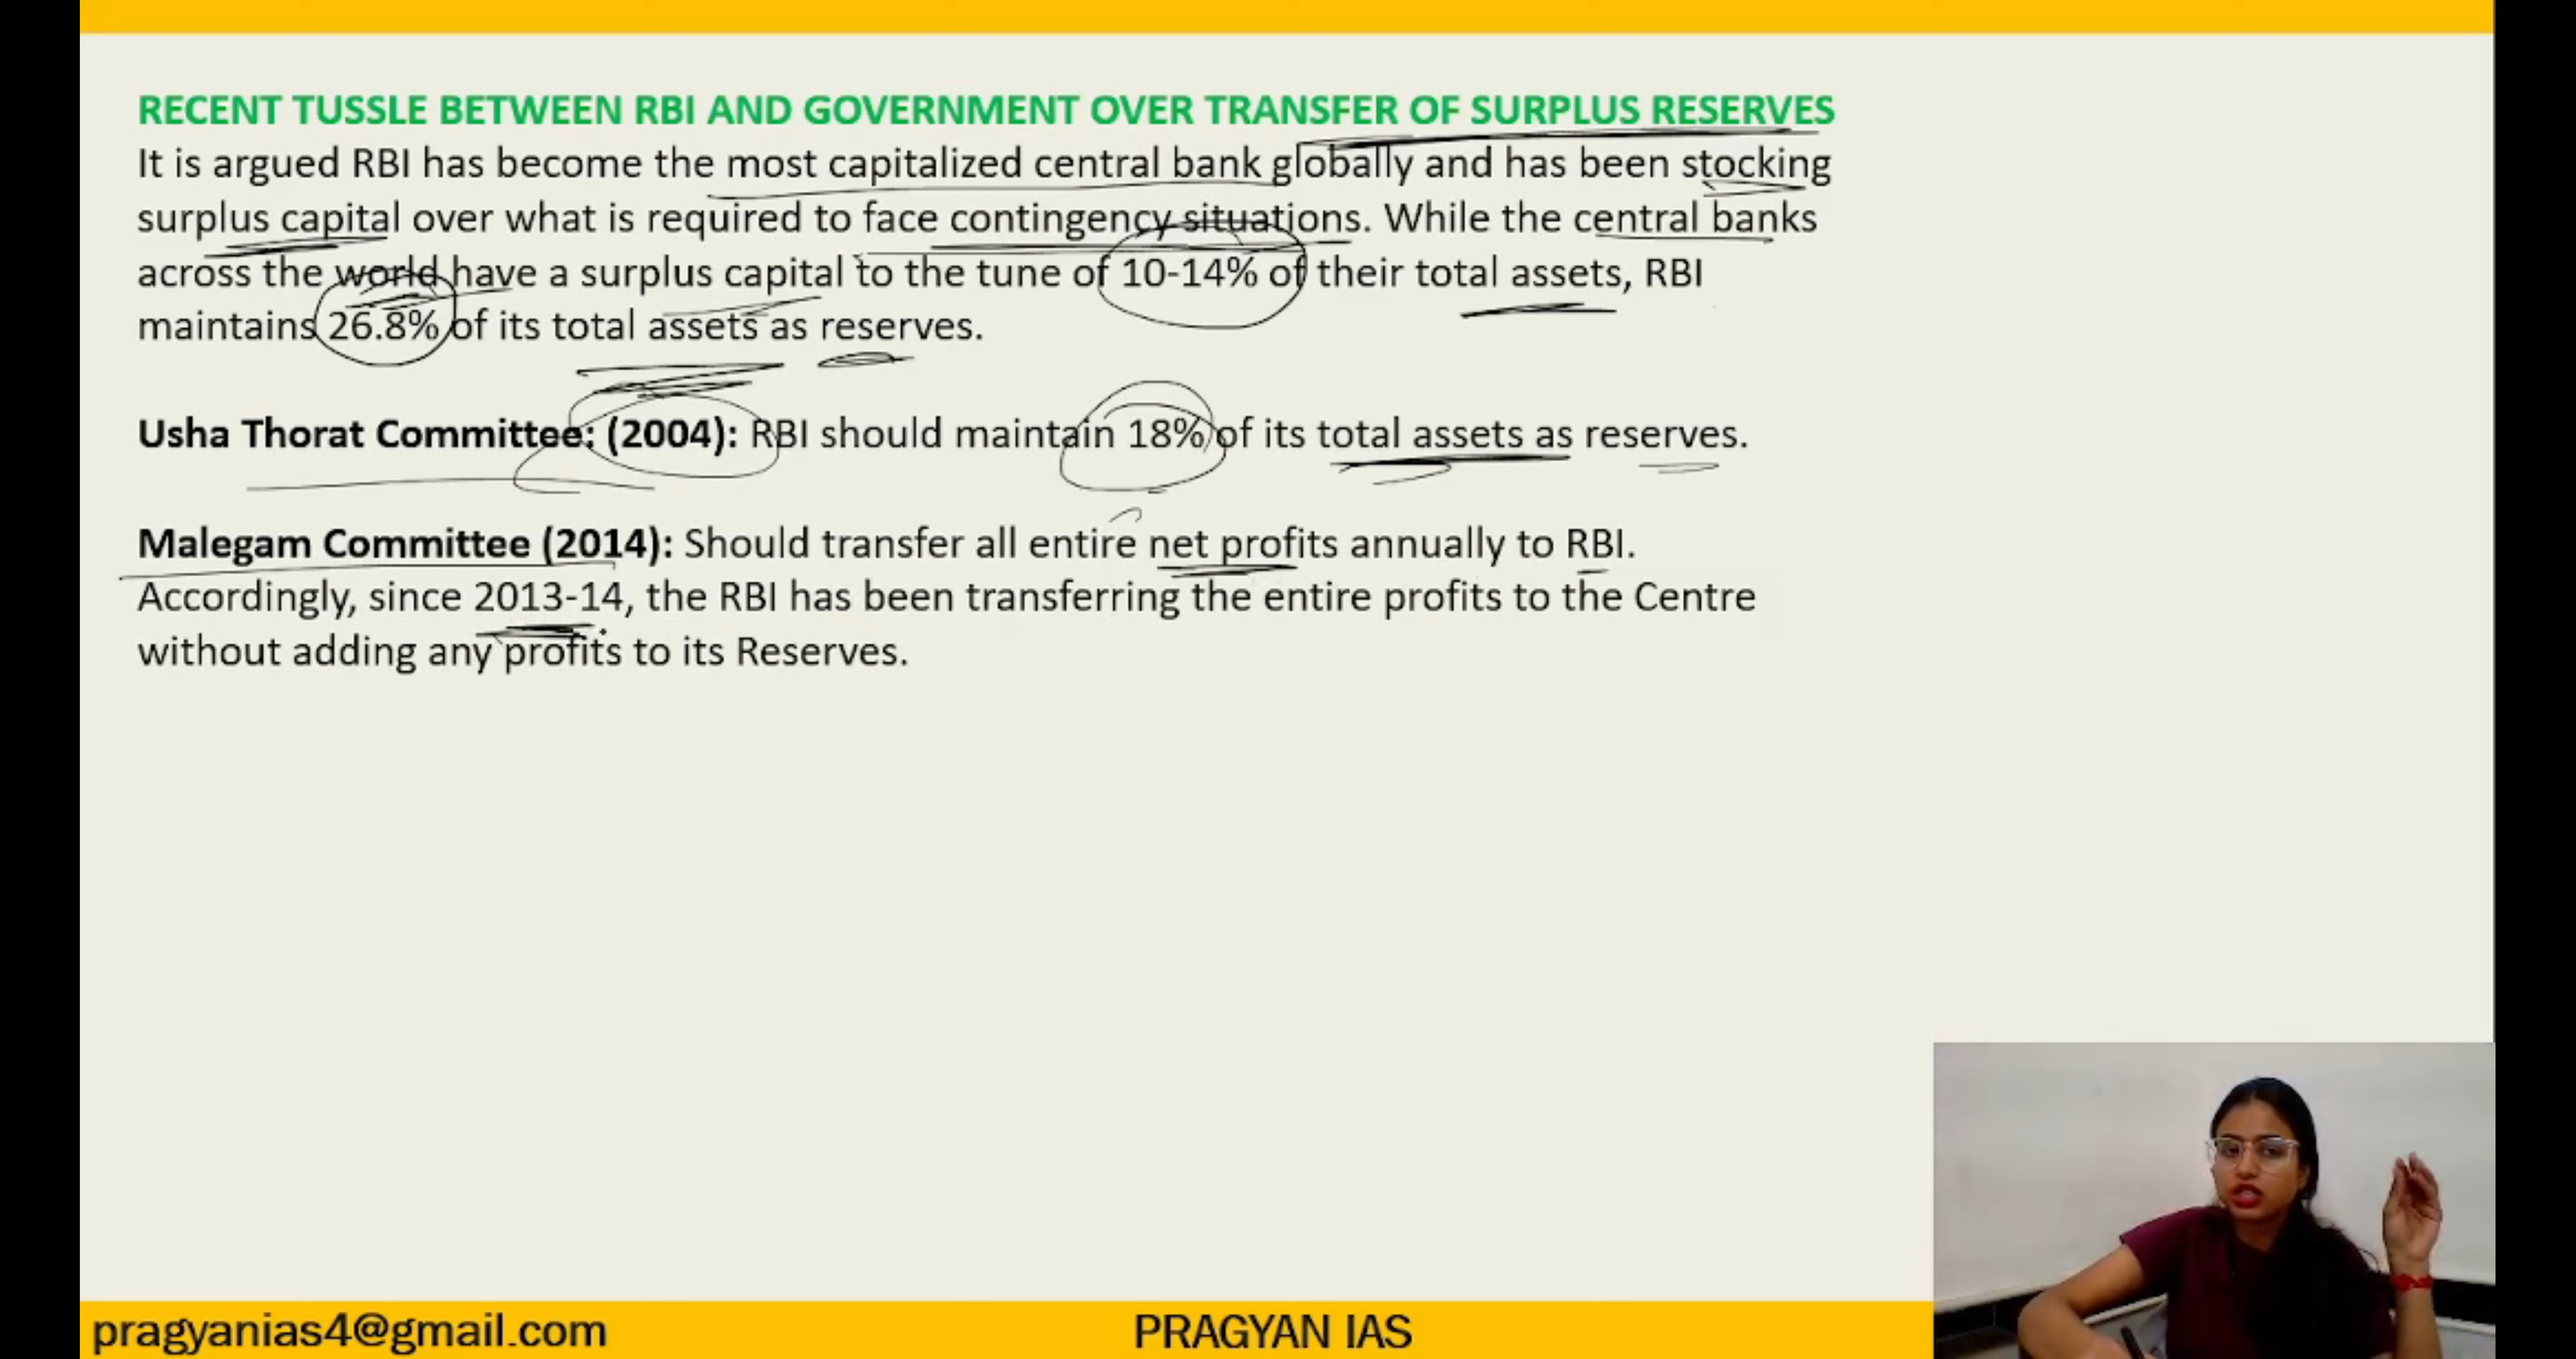 RECENT TUSSLE BETWEEN RBI AND GOVERNMENT OVER TRANSFER OF SURPLUS RESERVES
It is argued RBI has become the most capitalized central bank globally and has been stocking
surplus capital over what is required to face contingency situations. While the central banks
across the world have a surplus capital to the tune of 10-14% of their total assets, RBI
maintains 26.8% of its total assets as reserves.
Usha Thorat Committee: (2004): RBI should maintain 18% of its total assets as reserves.
Malegam Committee (2014): Should transfer all entire net profits annually to RBI.
Accordingly, since 2013-14, the RBI has been transferring the entire profits to the Centre
without adding any profits to its Reserves.
pragyanias4@gmail.com
PRAGYAN IAS